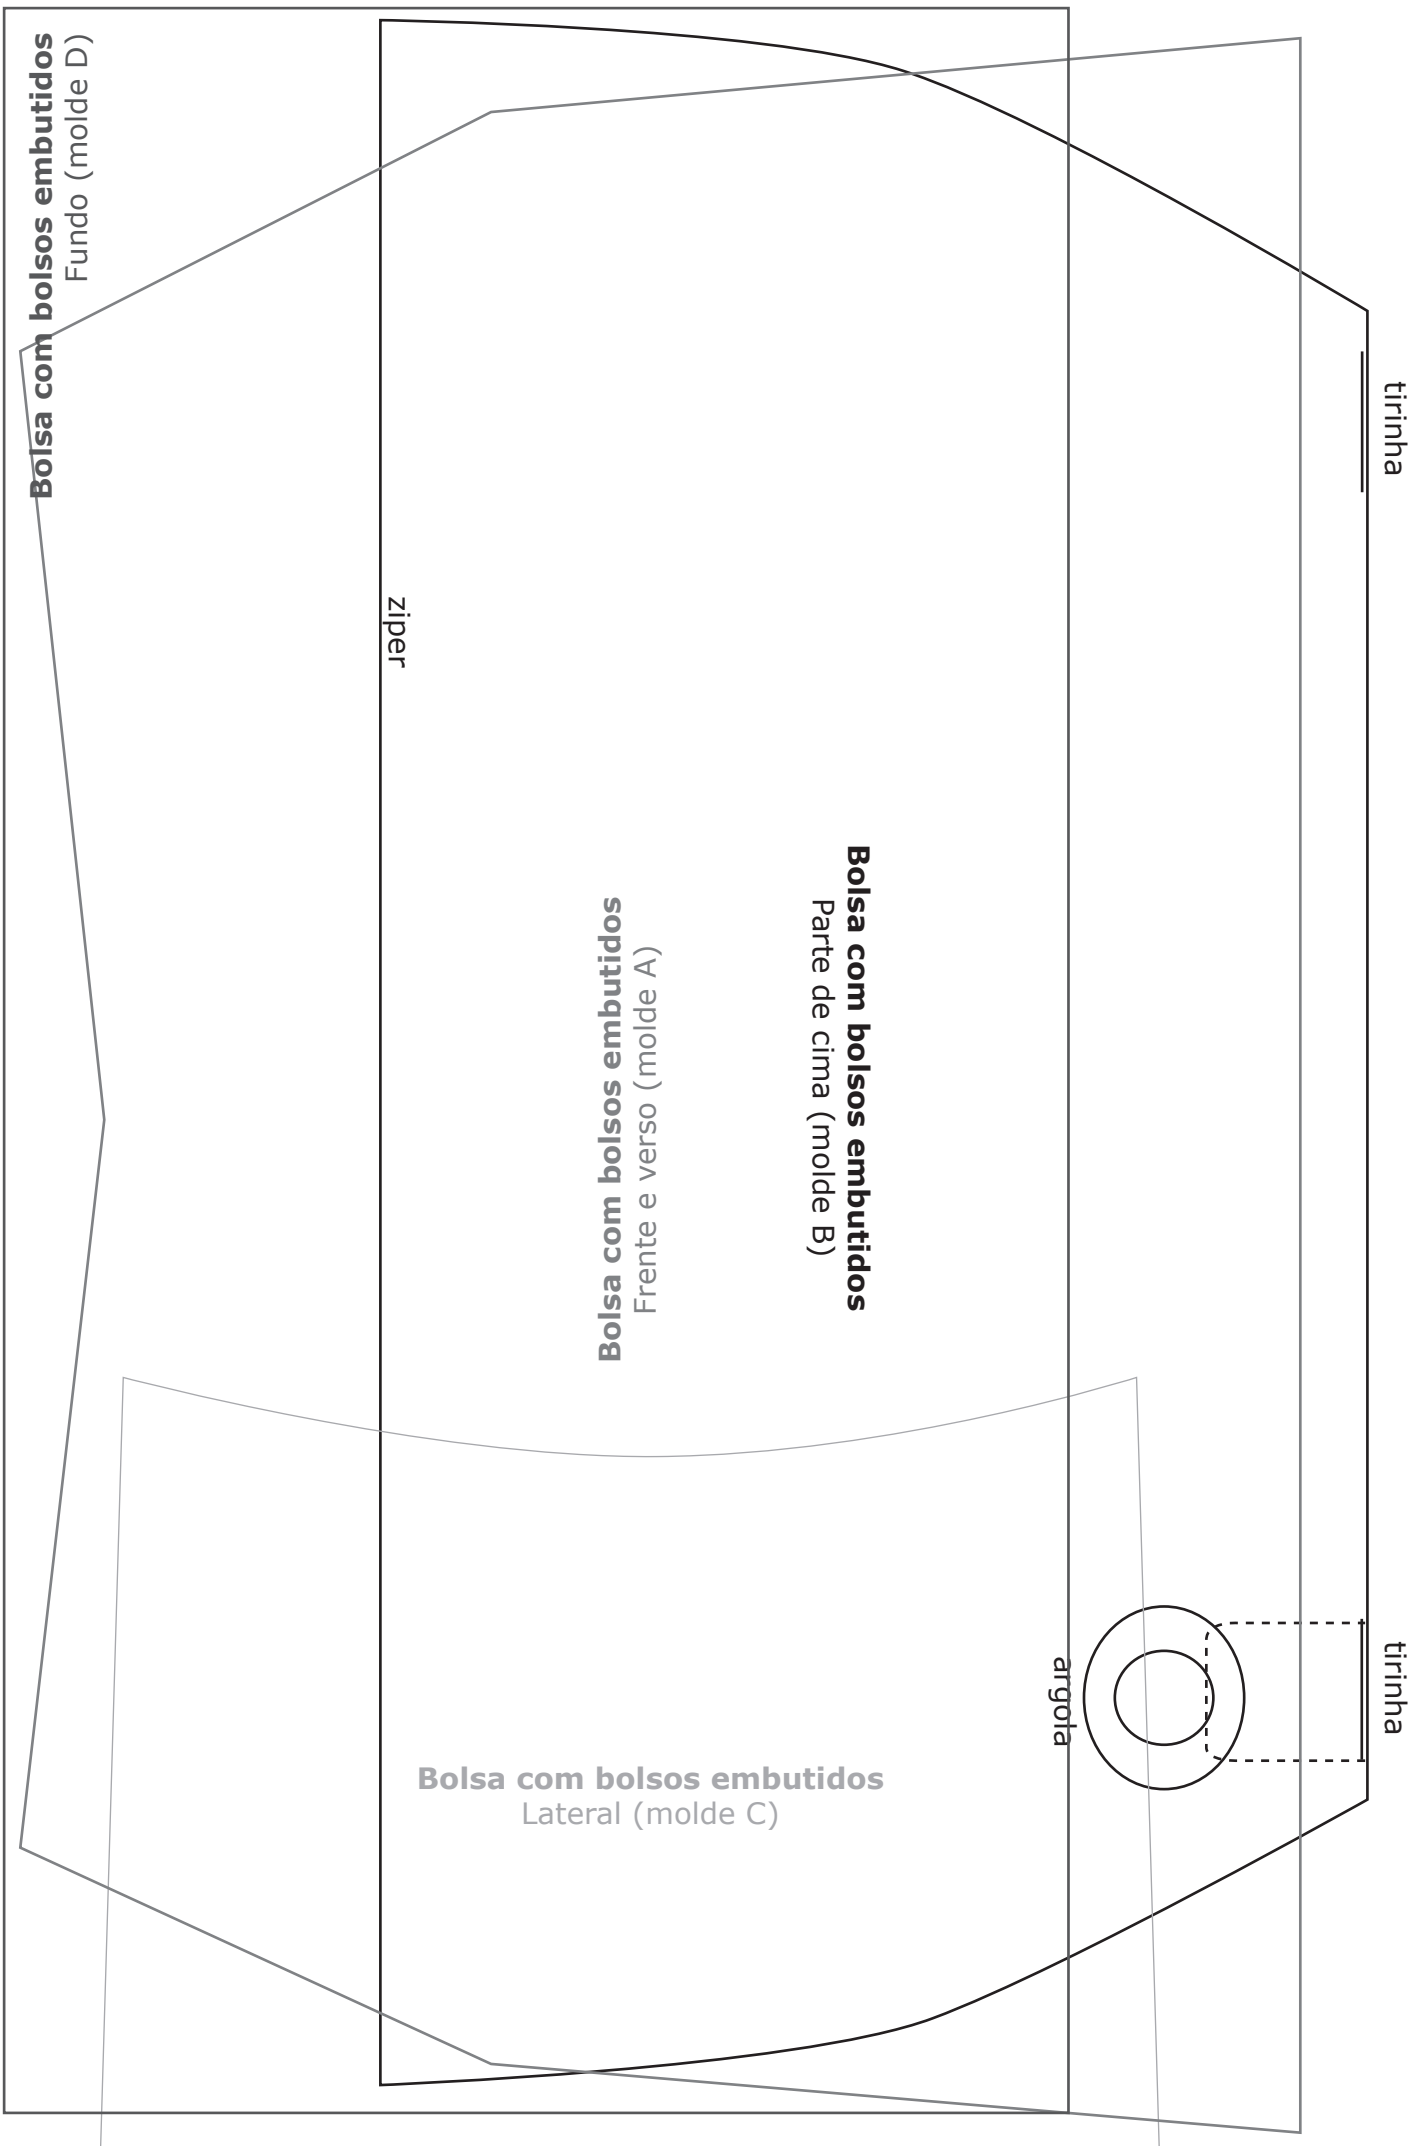 Bolsa com bolsos embutidos
Fundo (molde D)
tirinha
ziper
Bolsa com bolsos embutidos
Parte de cima (molde B)
Bolsa com bolsos embutidos
Frente e verso (molde A)
argola
tirinha
Bolsa com bolsos embutidos
Lateral (molde C)